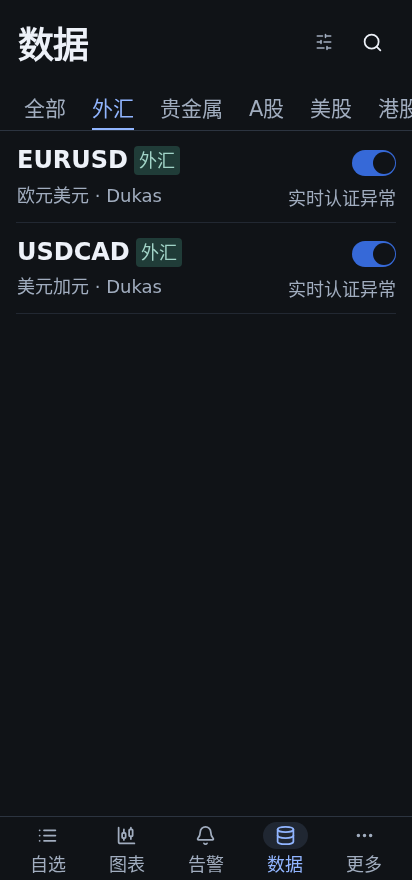 数据
全部 外汇 贵金属 A股 美股 港股
EURUSD 外汇
欧元美元 · Dukas 实时认证异常
USDCAD 外汇
美元加元 · Dukas 实时认证异常
自选 图表 告警 数据 更多